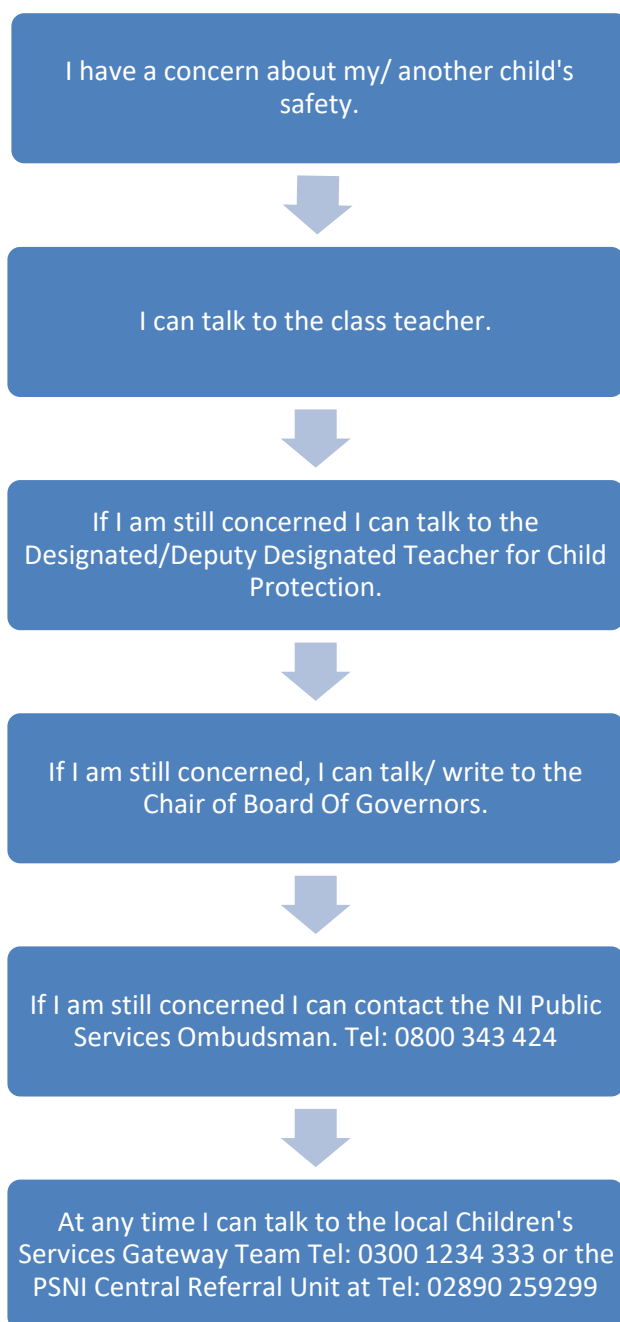 I have a concern about my/ another child's
safety.
I can talk to the class teacher.
If I am still concerned I can talk to the
Designated/Deputy Designated Teacher for Child
Protection.
If I am still concerned, I can talk/ write to the
Chair of Board Of Governors.
If I am still concerned I can contact the NI Public
Services Ombudsman. Tel: 0800 343 424
At any time I can talk to the local Children's
Services Gateway Team Tel: 0300 1234 333 or the
PSNI Central Referral Unit at Tel: 02890 259299